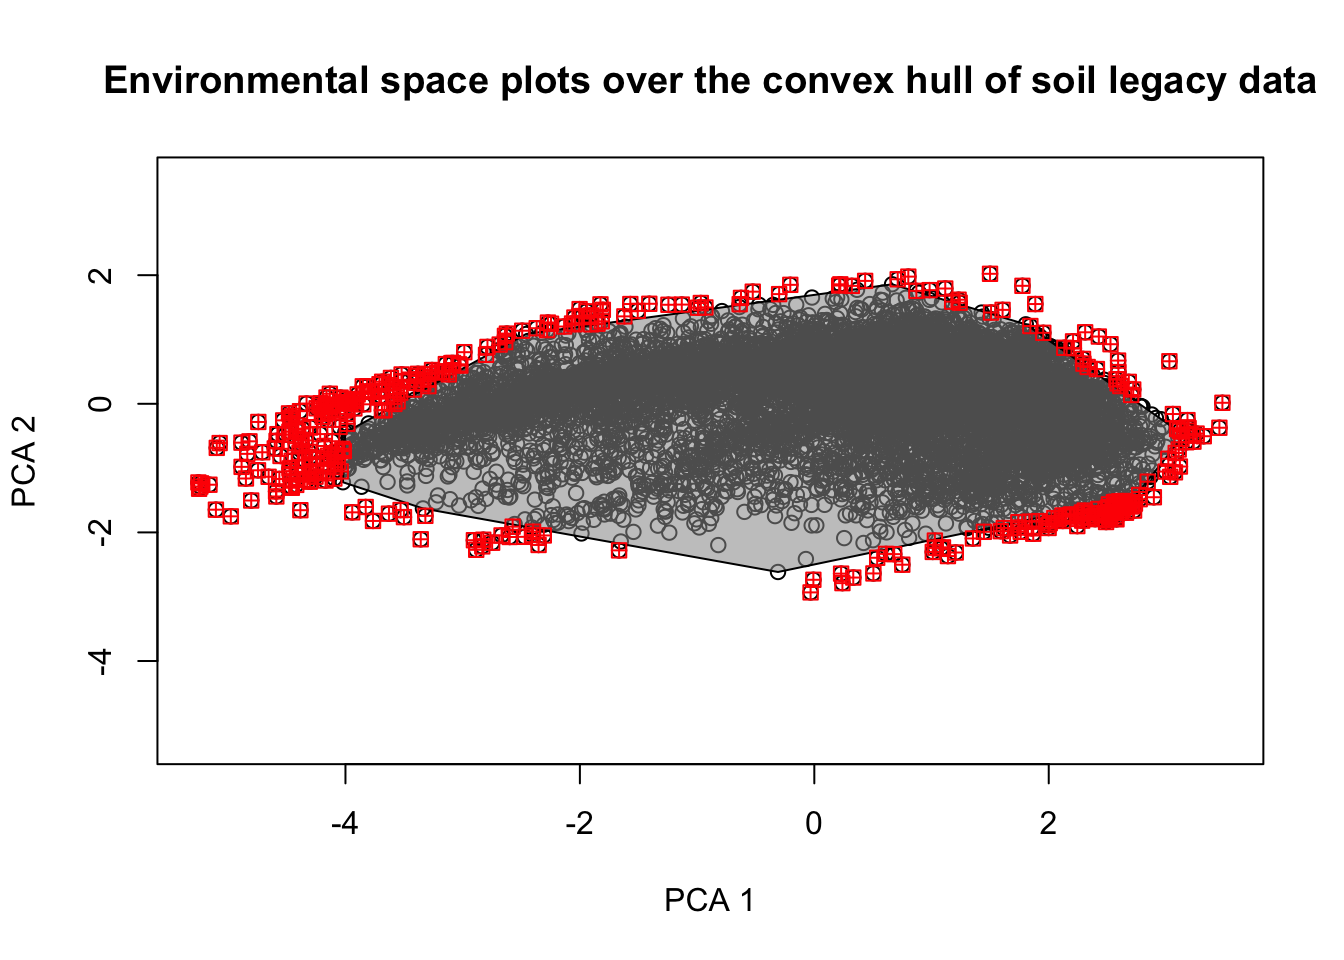 Environmental space plots over the convex hull of soil legacy data
2
0
-2
-4
PCA 2
-4 -2 0 2
PCA 1